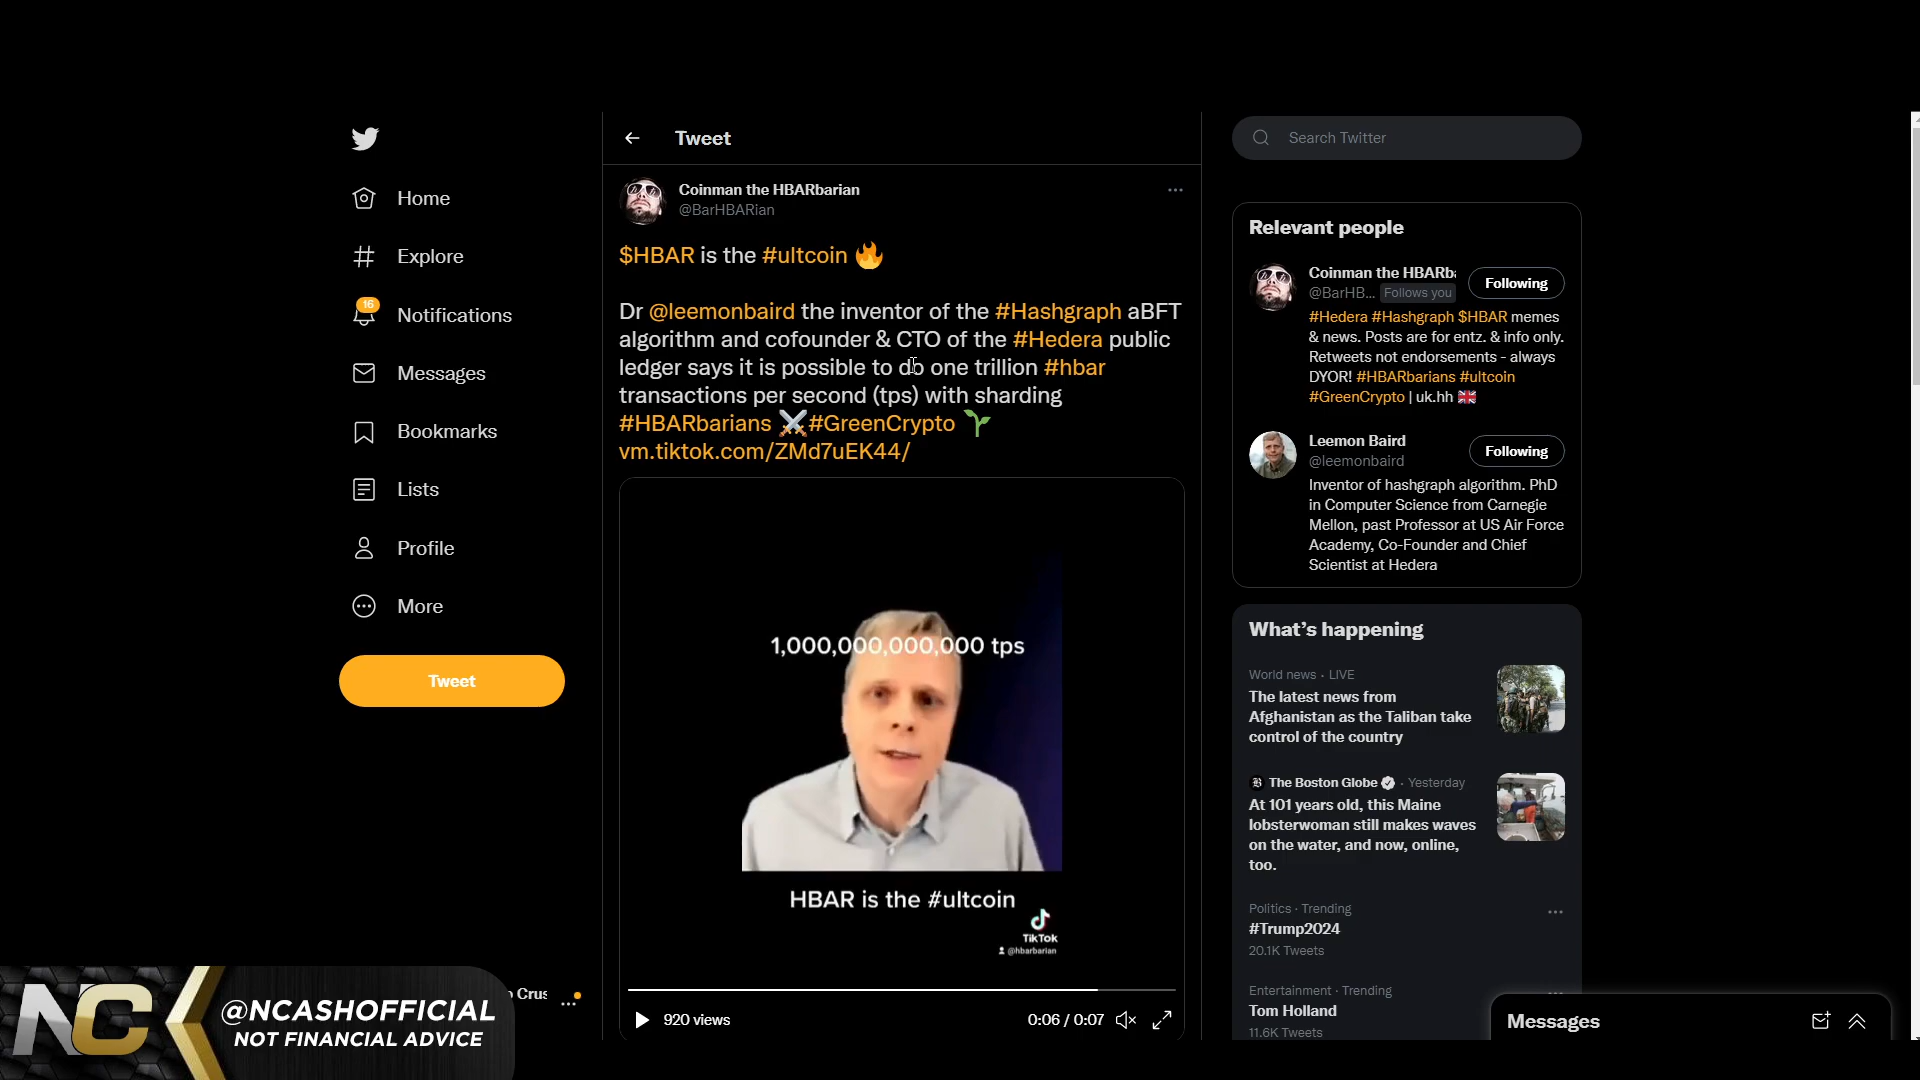 Home
Explore
16
Notifications
Messages
Bookmarks
Lists
Profile
More
Tweet
Tweet
Coinman the HBARbarian
@BarHBARian
$HBAR is the #ultcoin 🔥
Dr @leemonbaird the inventor of the #Hashgraph aBFT
algorithm and cofounder & CTO of the #Hedera public
ledger says it is possible to do one trillion #hbar
transactions per second (tps) with sharding
#HBARbarians ⚔️#GreenCrypto 🌱
vm.tiktok.com/ZMd7uEK44/
1,000,000,000,000 tps
HBAR is the #ultcoin
TikTok
@hbarbarian
920 views
0:06 / 0:07
Search Twitter
Relevant people
Coinman the HBARb
@BarHB... Follows you
Following
#Hedera #Hashgraph $HBAR memes
& news. Posts are for entz. & info only.
Retweets not endorsements - always
DYOR! #HBARbarians #ultcoin
#GreenCrypto | uk.hh 🇬🇧
Leemon Baird
@leemonbaird
Following
Inventor of hashgraph algorithm. PhD
in Computer Science from Carnegie
Mellon, past Professor at US Air Force
Academy, Co-Founder and Chief
Scientist at Hedera
What's happening
World news · LIVE
The latest news from
Afghanistan as the Taliban take
control of the country
The Boston Globe · Yesterday
At 101 years old, this Maine
lobsterwoman still makes waves
on the water, and now, online,
too.
Politics · Trending
#Trump2024
20.1K Tweets
Entertainment · Trending
Tom Holland
11.6K Tweets
Messages
Crus
NC
@NCASHOFFICIAL
NOT FINANCIAL ADVICE